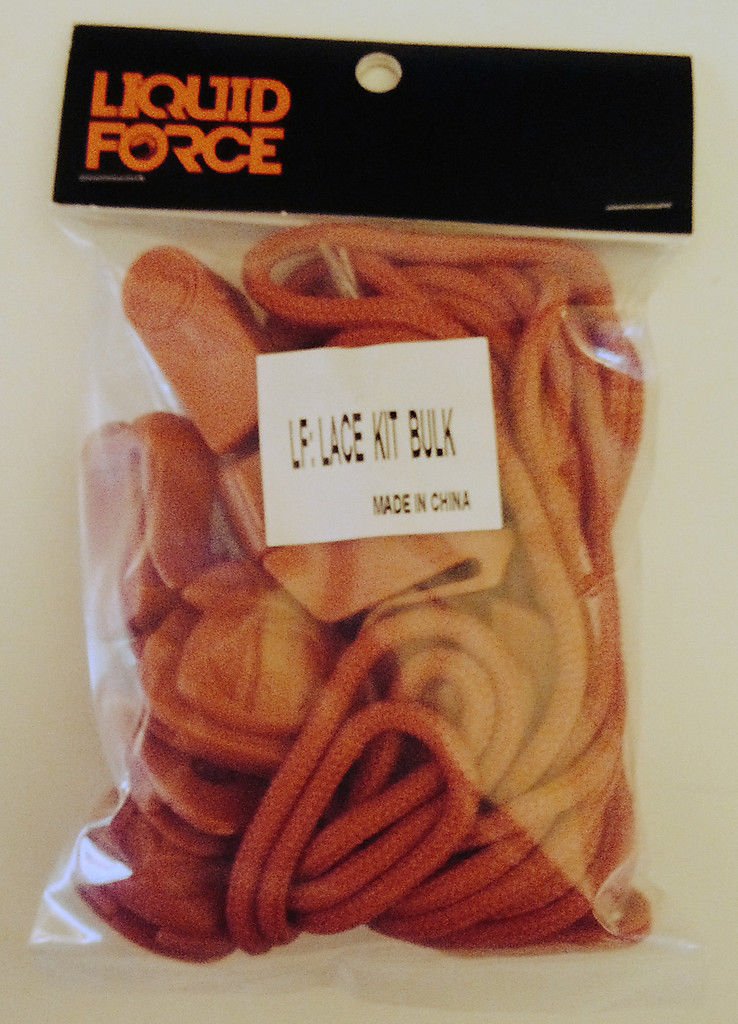 LIQUID
FORCE
LF: LACE KIT BULK
MADE IN CHINA